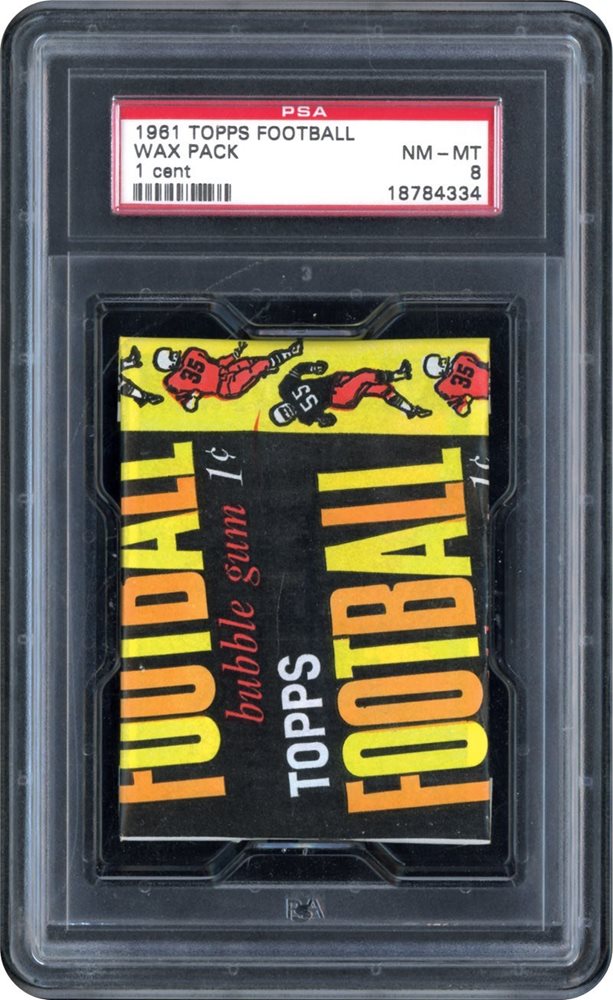 PSA
1961 TOPPS FOOTBALL
WAX PACK NM - MT
1 cent 8
18784334
3
35
55
35
FOOTBALL
bubble gum 1¢
TOPPS
FOOTBALL
1¢
PSA